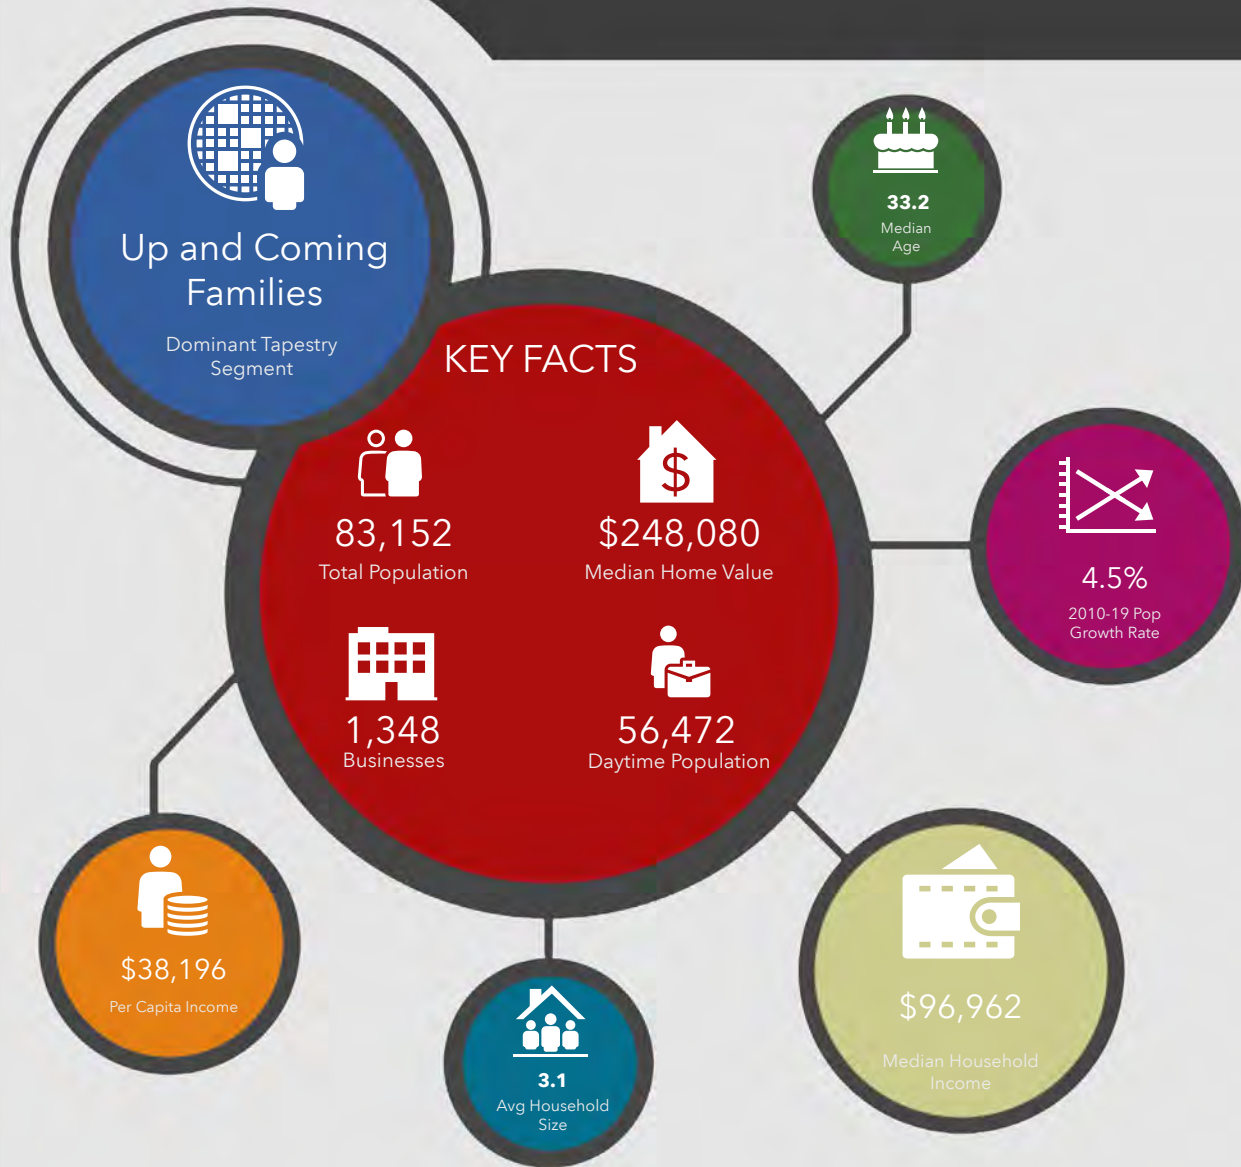 Up and Coming
Families
Dominant Tapestry
Segment
KEY FACTS
83,152
Total Population
$248,080
Median Home Value
1,348
Businesses
56,472
Daytime Population
33.2
Median
Age
4.5%
2010-19 Pop
Growth Rate
$38,196
Per Capita Income
3.1
Avg Household
Size
$96,962
Median Household
Income